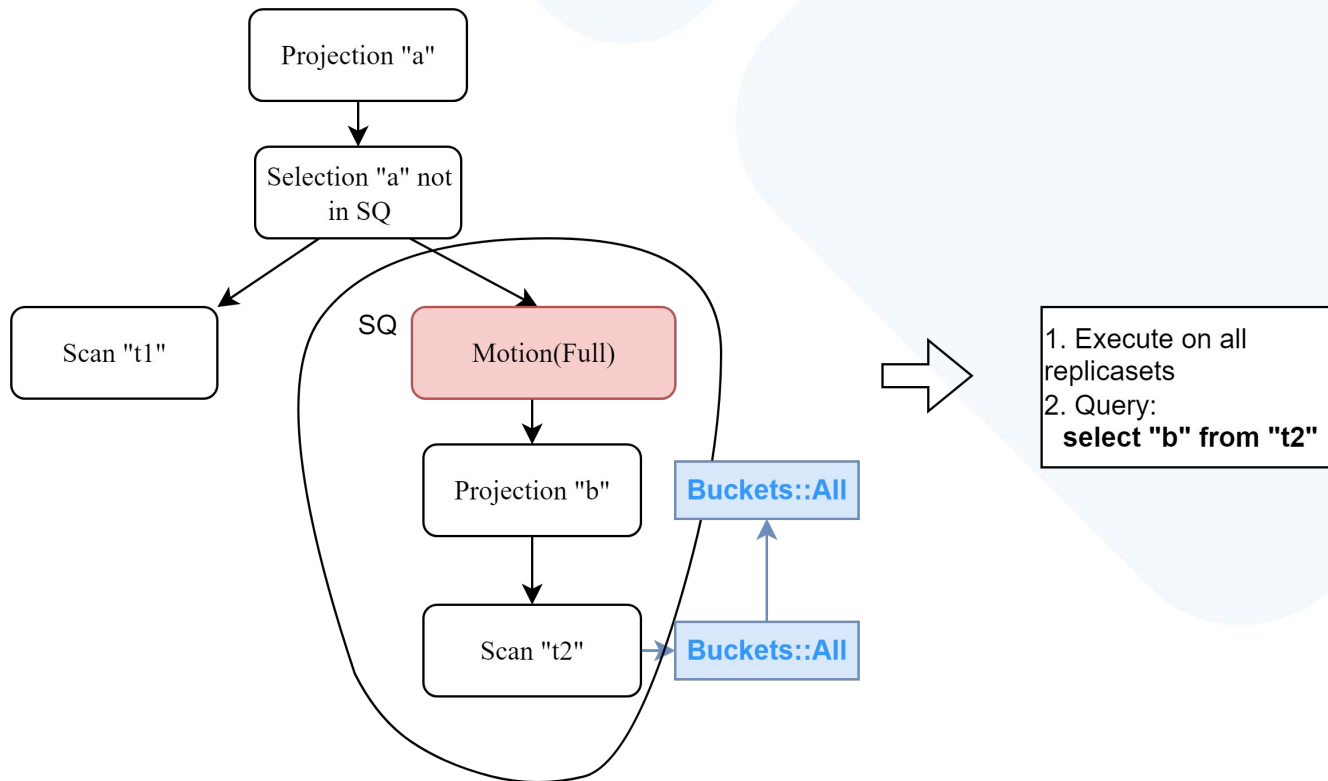 Projection "a"
Selection "a" not
in SQ
Scan "t1"
SQ
Motion(Full)
Projection "b"
Buckets::All
Scan "t2"
Buckets::All
1. Execute on all
replicasets
2. Query:
select "b" from "t2"